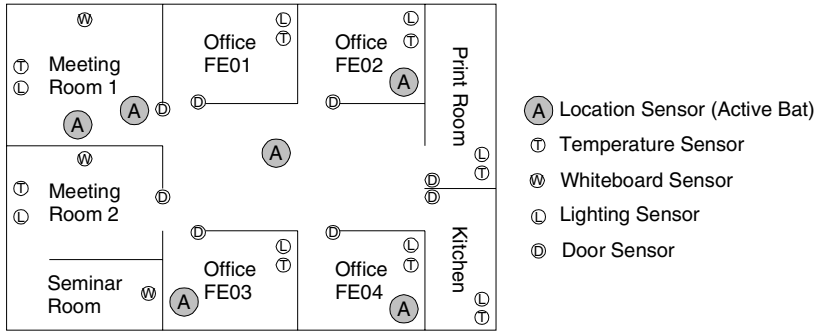 W
L
T
Office
FE01
L
T
Office
FE02
Print Room
T
L
Meeting
Room 1
A
A
D
D
D
A
A
A Location Sensor (Active Bat)
T Temperature Sensor
W Whiteboard Sensor
L Lighting Sensor
D Door Sensor
W
L
T
D
D
T
L
Meeting
Room 2
D
D
D
Kitchen
L
T
Seminar
Room
W
A
Office
FE03
L
T
Office
FE04
L
T
A
L
T